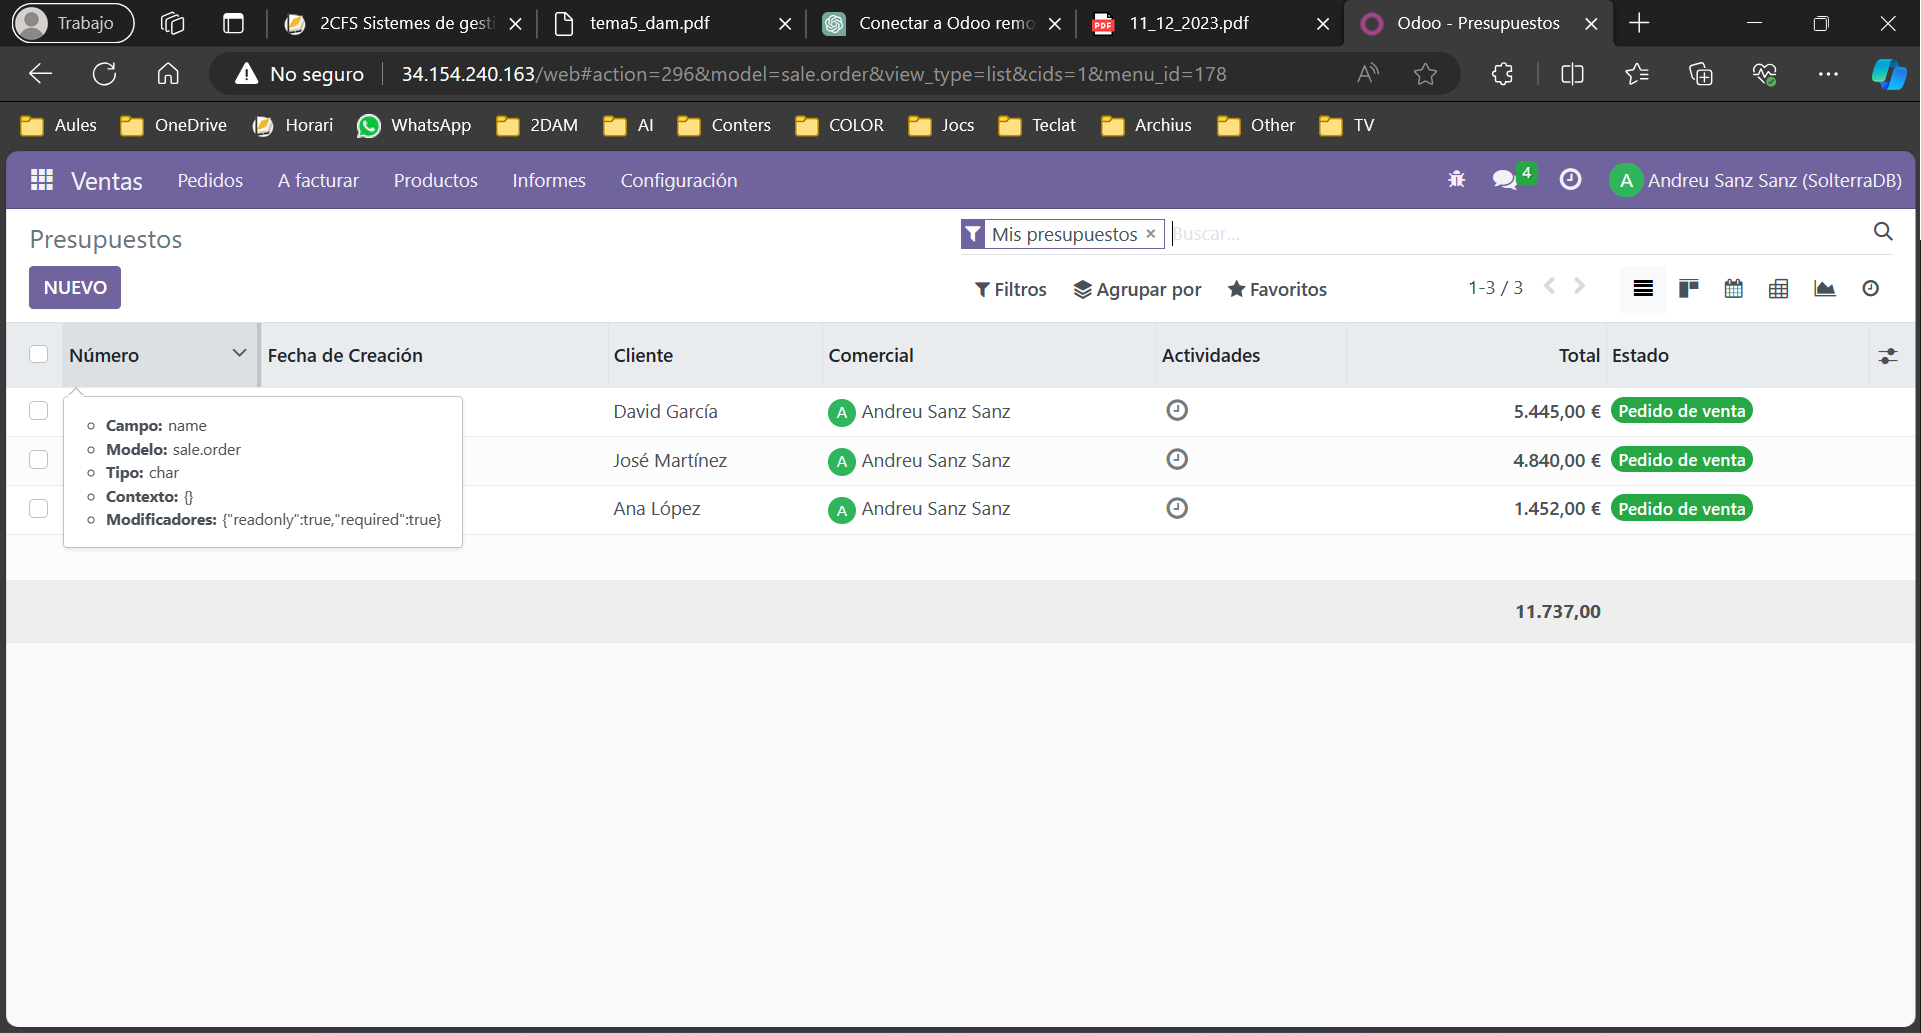 Trabajo
2CFS Sistemes de gesti
tema5_dam.pdf
Conectar a Odoo remo
11_12_2023.pdf
Odoo - Presupuestos
No seguro
34.154.240.163/web#action=296&model=sale.order&view_type=list&cids=1&menu_id=178
Aules OneDrive Horari WhatsApp 2DAM AI Conters COLOR Jocs Teclat Archius Other TV
Ventas Pedidos A facturar Productos Informes Configuración 4 A Andreu Sanz Sanz (SolterraDB)
Presupuestos
Mis presupuestos × Buscar...
NUEVO
Filtros Agrupar por Favoritos 1-3 / 3
Número Fecha de Creación Cliente Comercial Actividades Total Estado
David García A Andreu Sanz Sanz 5.445,00 € Pedido de venta
José Martínez A Andreu Sanz Sanz 4.840,00 € Pedido de venta
Ana López A Andreu Sanz Sanz 1.452,00 € Pedido de venta
Campo: name
Modelo: sale.order
Tipo: char
Contexto: {}
Modificadores: {"readonly":true,"required":true}
11.737,00